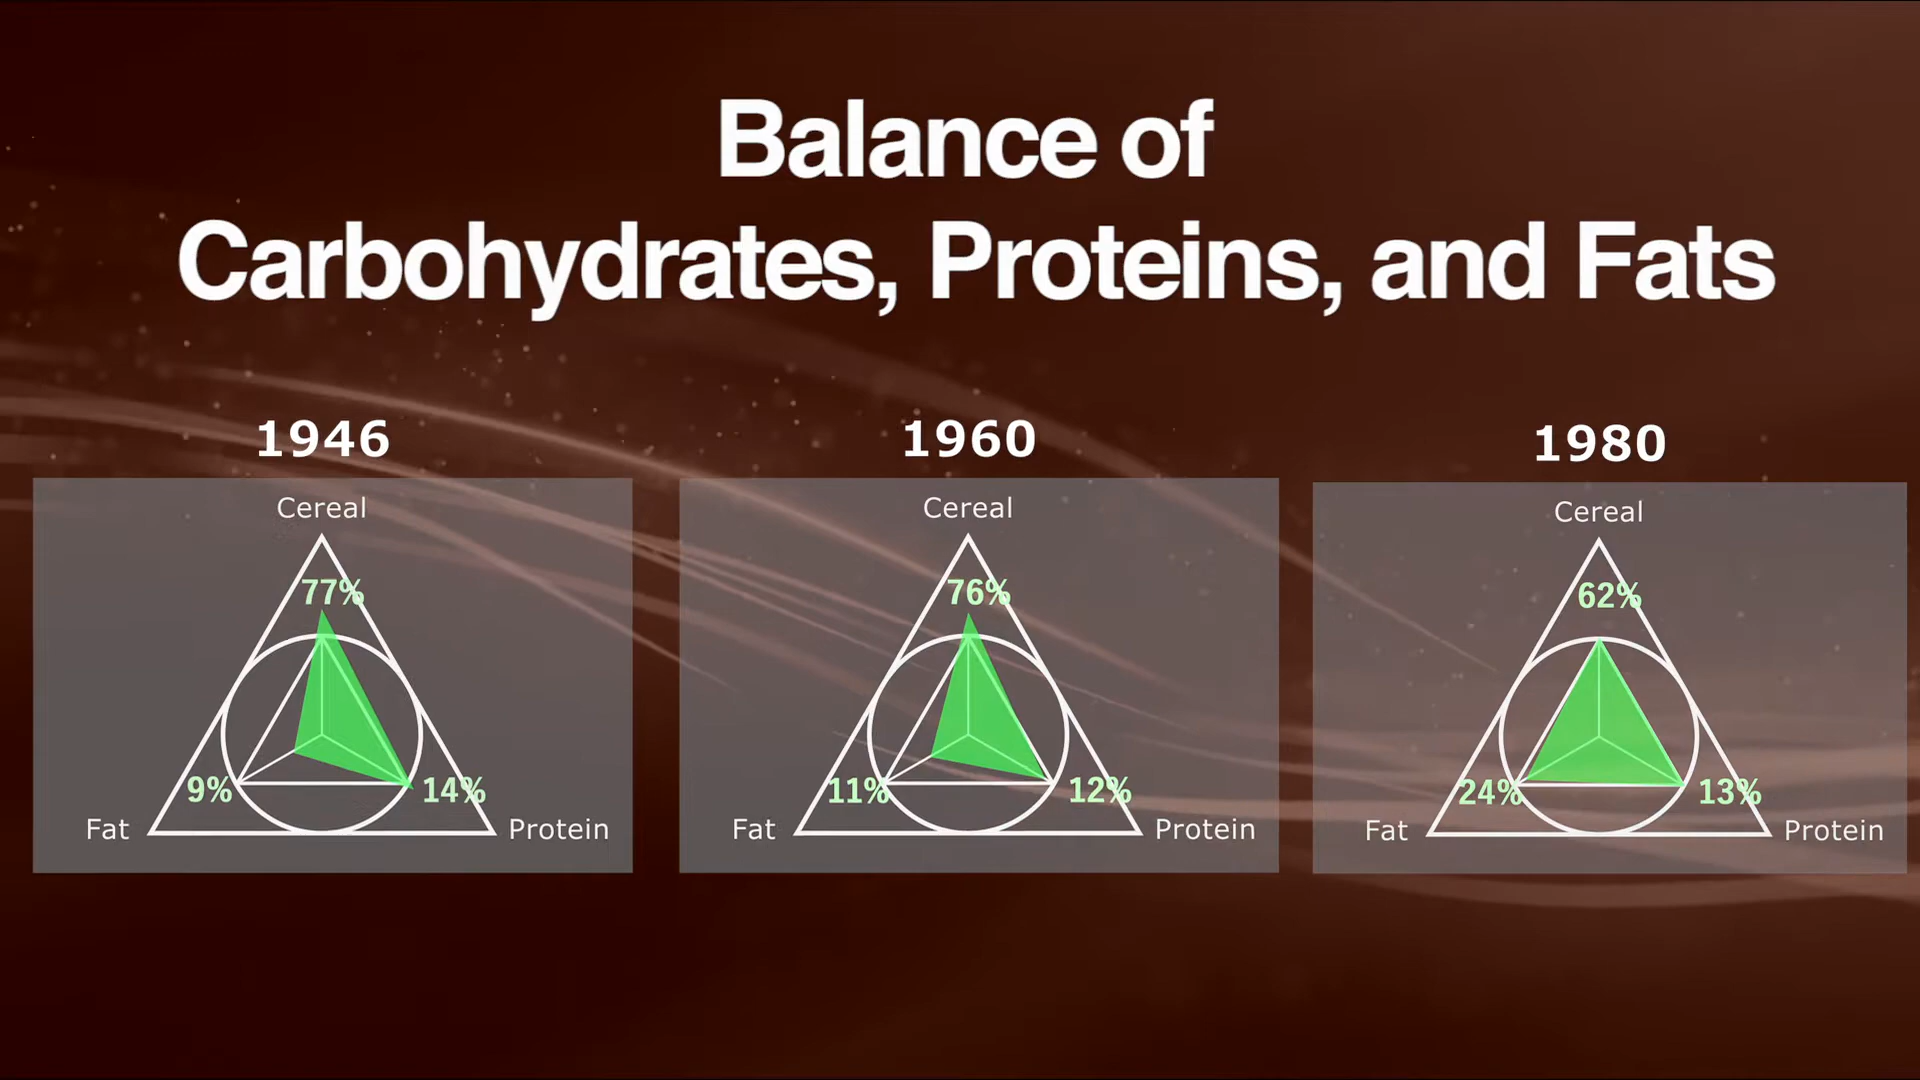 Balance of
Carbohydrates, Proteins, and Fats
1946
Cereal
77%
9%
14%
Fat
Protein
1960
Cereal
76%
11%
12%
Fat
Protein
1980
Cereal
62%
24%
13%
Fat
Protein